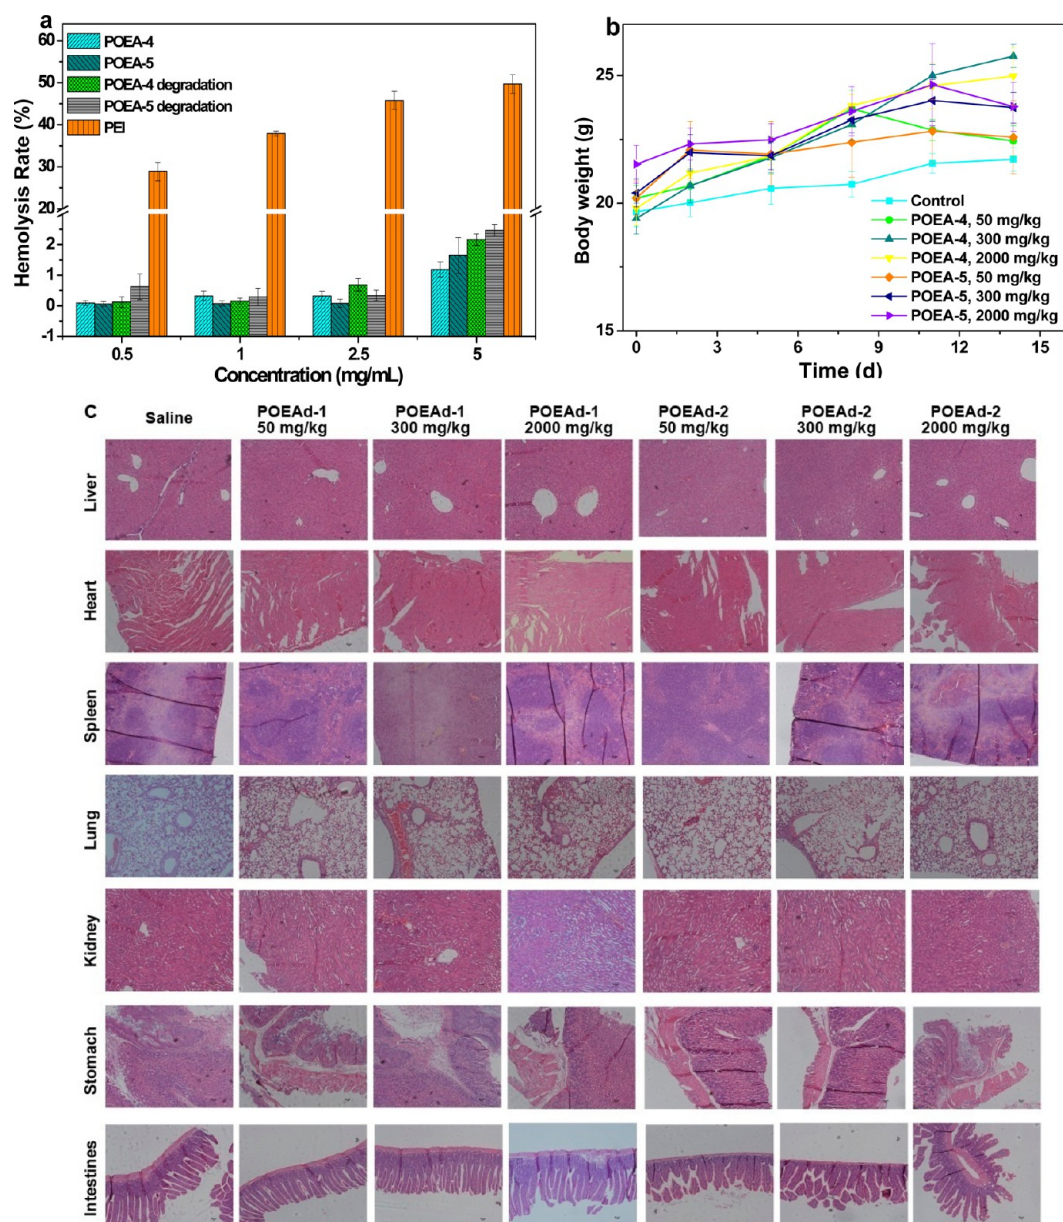 a
60
50
40
30
20
2
1
0
-1
Hemolysis Rate (%)
POEA-4
POEA-5
POEA-4 degradation
POEA-5 degradation
PEI
0.5 1 2.5 5
Concentration (mg/mL)
b
25
20
15
Body weight (g)
Control
POEA-4, 50 mg/kg
POEA-4, 300 mg/kg
POEA-4, 2000 mg/kg
POEA-5, 50 mg/kg
POEA-5, 300 mg/kg
POEA-5, 2000 mg/kg
0 3 6 9 12 15
Time (d)
C
Saline
POEAd-1
50 mg/kg
POEAd-1
300 mg/kg
POEAd-1
2000 mg/kg
POEAd-2
50 mg/kg
POEAd-2
300 mg/kg
POEAd-2
2000 mg/kg
Liver
Heart
Spleen
Lung
Kidney
Stomach
Intestines